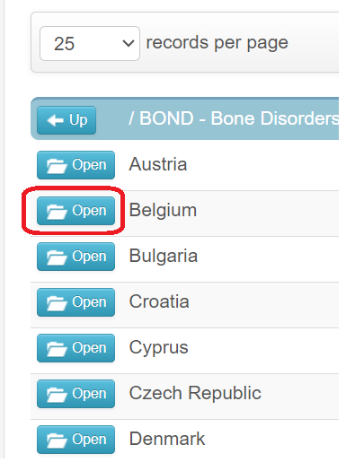 25 records per page
Up / BOND - Bone Disorders
Open Austria
Open Belgium
Open Bulgaria
Open Croatia
Open Cyprus
Open Czech Republic
Open Denmark